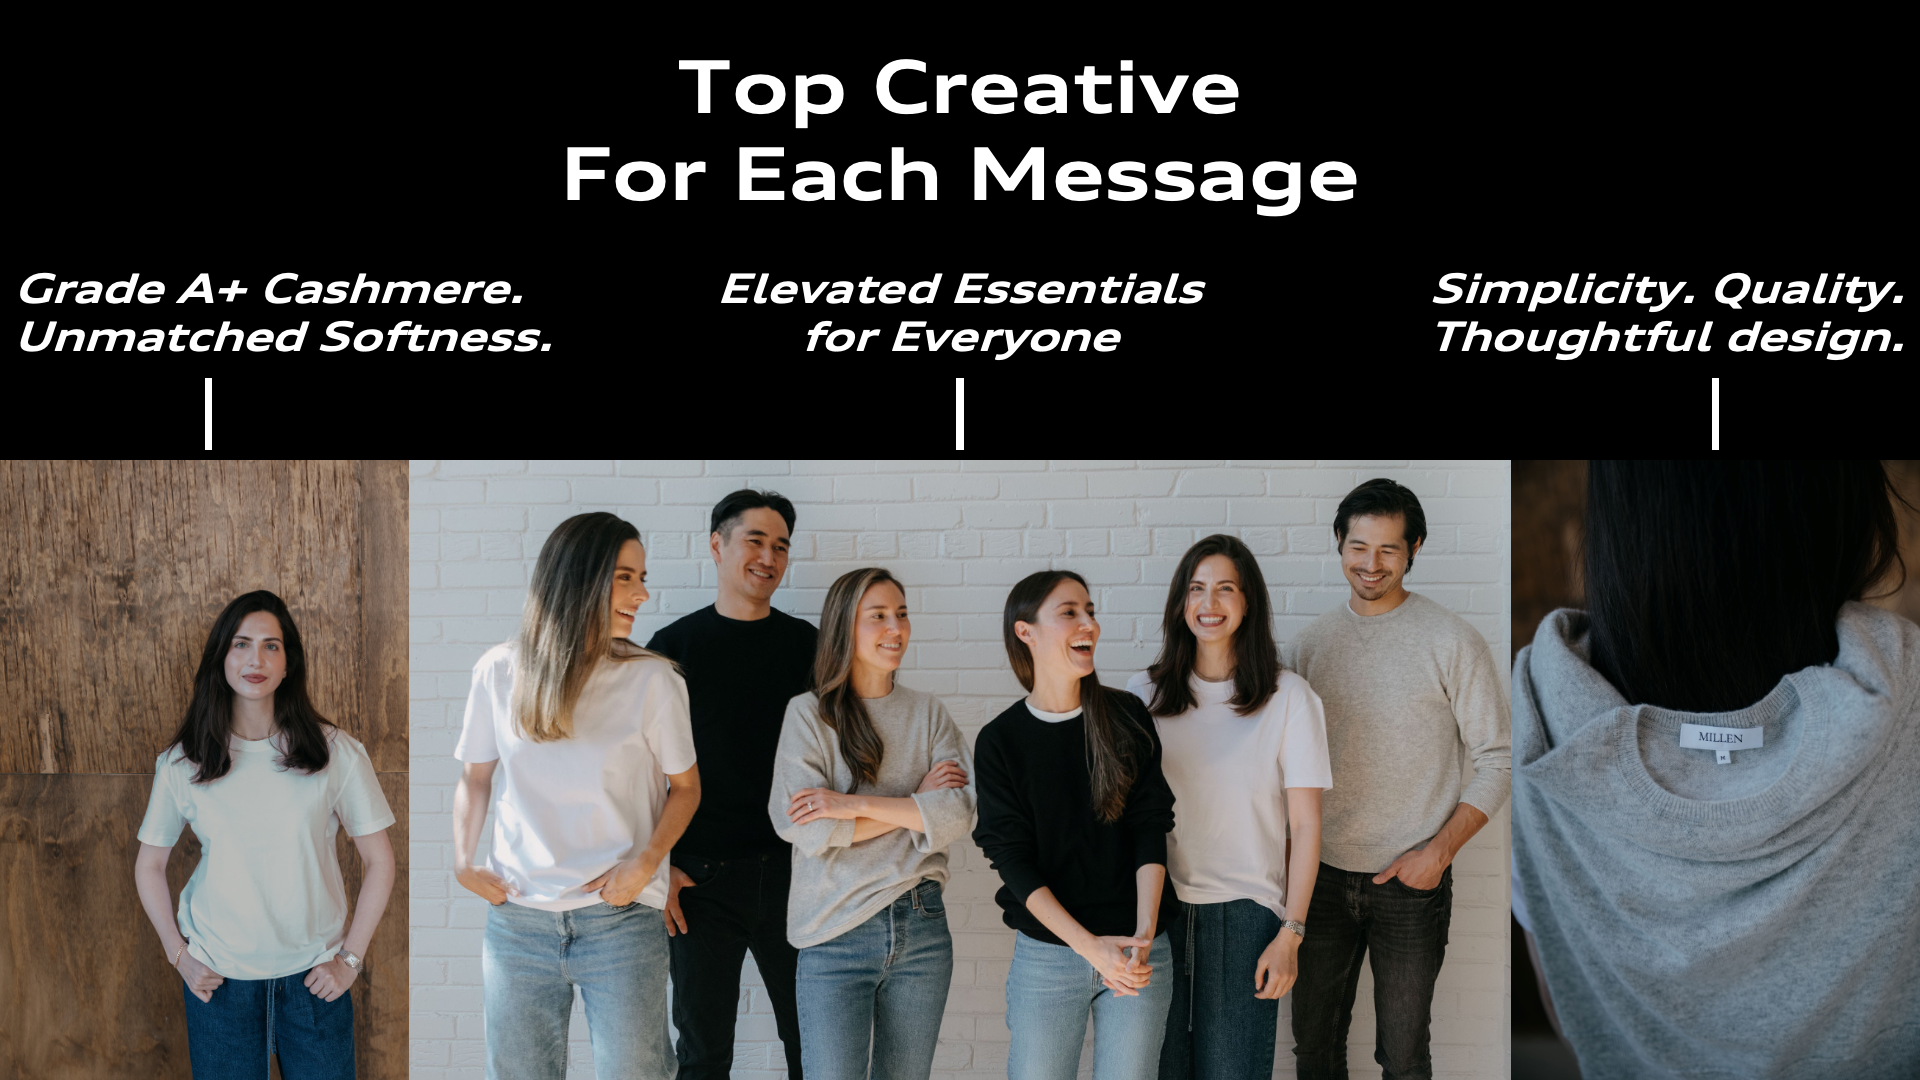 Top Creative
For Each Message
Grade A+ Cashmere.
Unmatched Softness.
Elevated Essentials
for Everyone
Simplicity. Quality.
Thoughtful design.
MILLEN
M